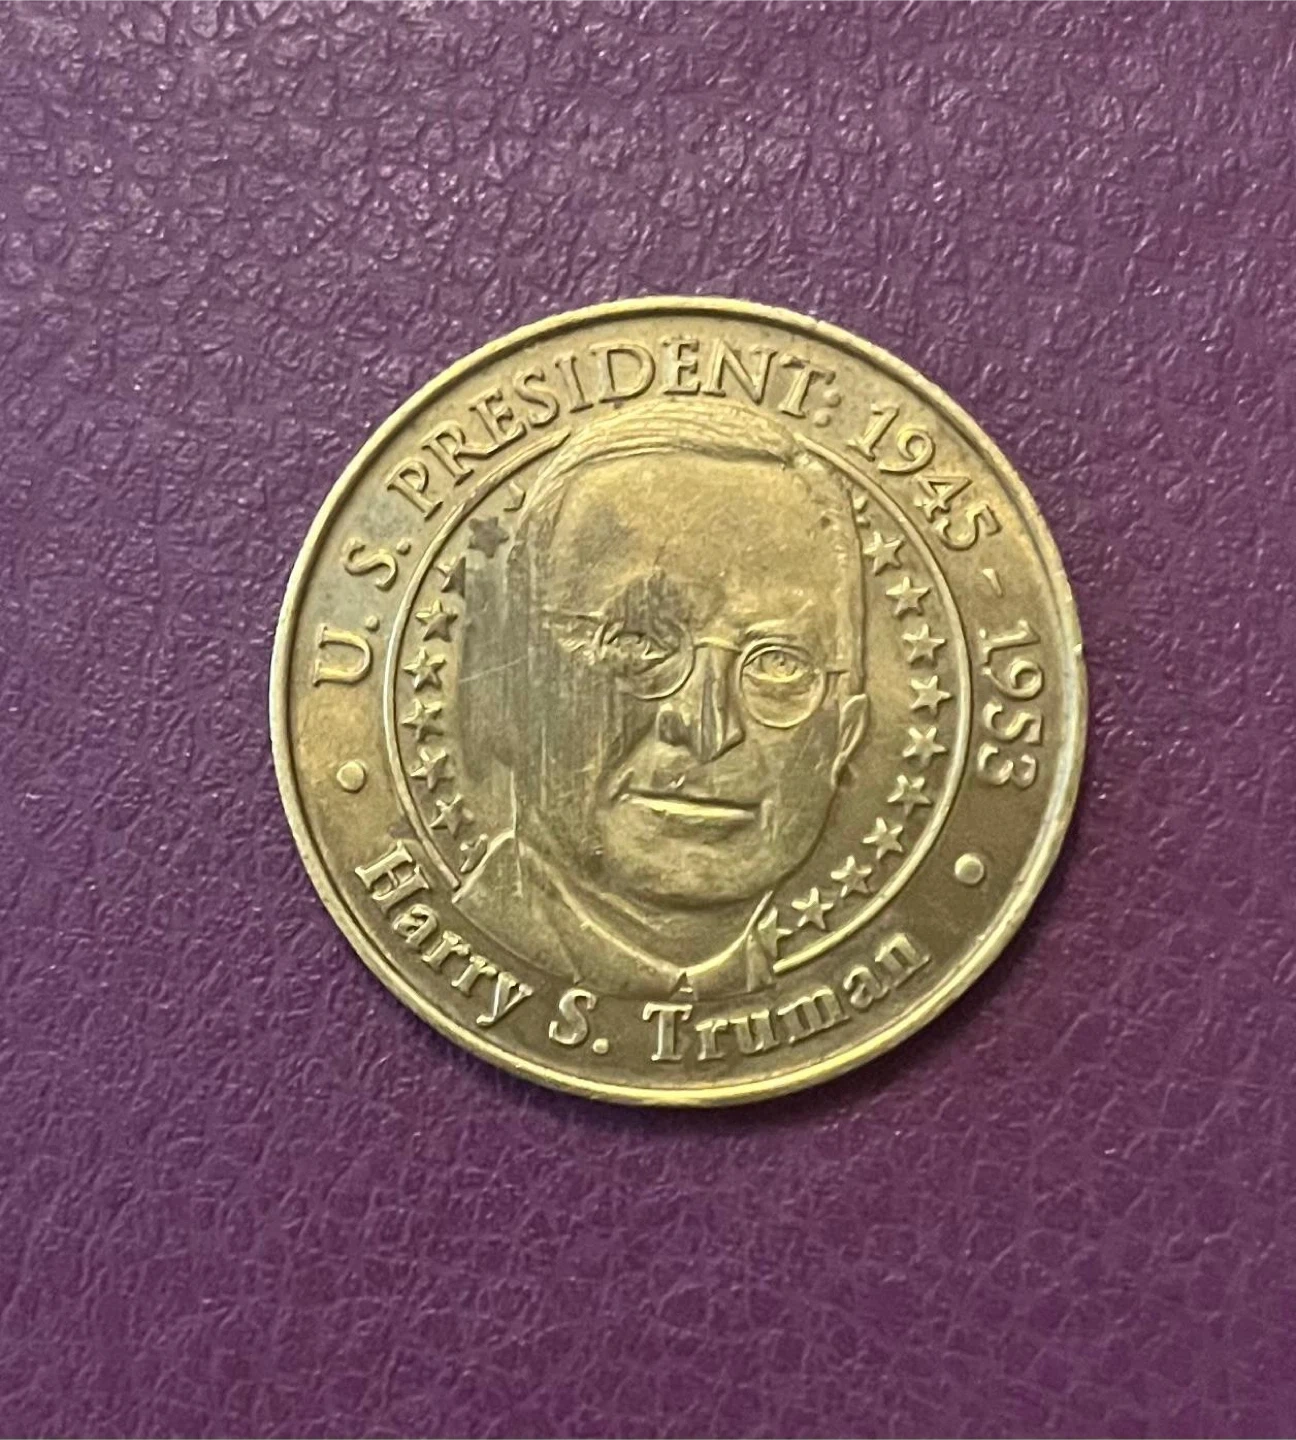 U. S. PRESIDENT: 1945 - 1953
Harry S. Truman